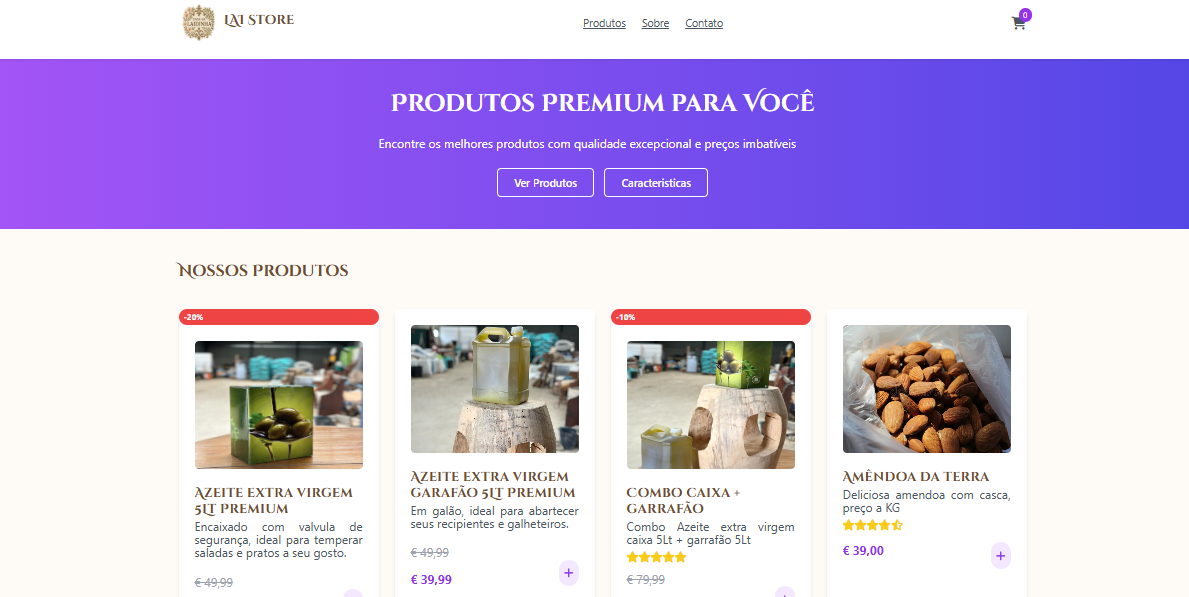 LAI STORE
Produtos Sobre Contato
0
PRODUTOS PREMIUM PARA VOCÊ
Encontre os melhores produtos com qualidade excepcional e preços imbatíveis
Ver Produtos Caracteristicas
NOSSOS PRODUTOS
-20%
AZEITE EXTRA VIRGEM
5LT PREMIUM
Encaixado com valvula de
segurança, ideal para temperar
saladas e pratos a seu gosto.
€ 49,99
AZEITE EXTRA VIRGEM
GARAFÃO 5LT PREMIUM
Em galão, ideal para abartecer
seus recipientes e galheteiros.
€ 49,99
€ 39,99
+
-10%
COMBO CAIXA +
GARRAFÃO
Combo Azeite extra virgem
caixa 5Lt + garrafão 5Lt
€ 79,99
AMÊNDOA DA TERRA
Deliciosa amendoa com casca,
preço a KG
€ 39,00
+